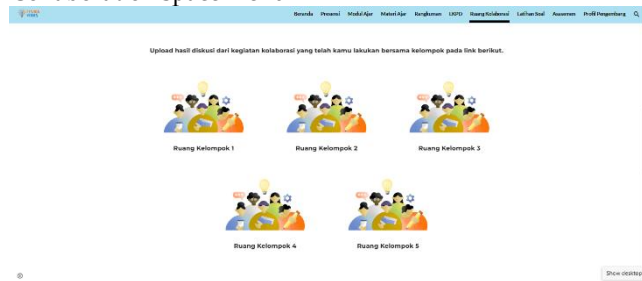 Beranda Presensi Modul Ajar Materi Ajar Rangkuman LKPD Ruang Kolaborasi Latihan Soal Asesmen Profil Pengembang
Upload hasil diskusi dari kegiatan kolaborasi yang telah kamu lakukan bersama kelompok pada link berikut.
Ruang Kelompok 1 Ruang Kelompok 2 Ruang Kelompok 3
Ruang Kelompok 4 Ruang Kelompok 5
Show desktop